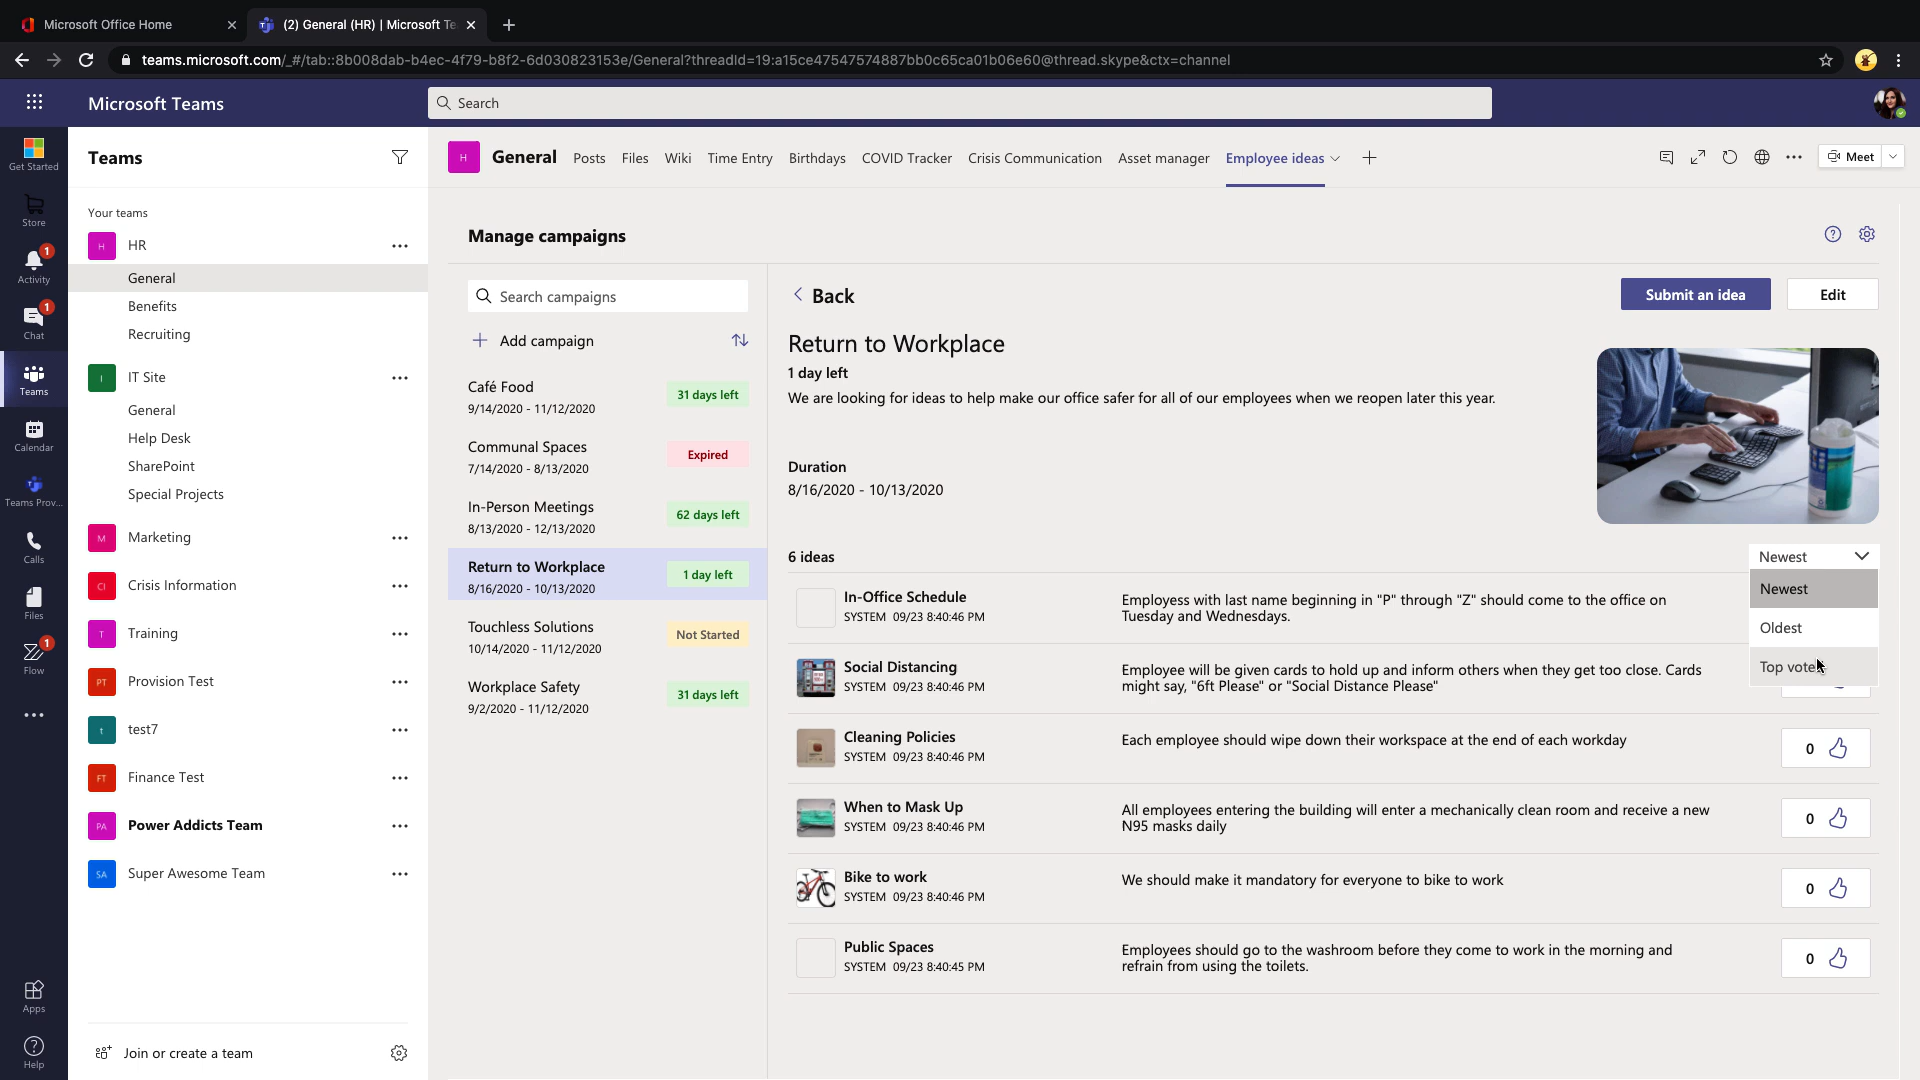 Microsoft Office Home
(2) General (HR) | Microsoft Te
teams.microsoft.com/_#/tab::8b008dab-b4ec-4f79-b8f2-6d030823153e/General?threadId=19:a15ce47547574887bb0c65ca01b06e60@thread.skype&ctx=channel
Microsoft Teams
Search
Get Started
Store
1
Activity
1
Chat
Teams
Calendar
Teams Prov...
Calls
Files
1
Flow
Apps
Help
Teams
Your teams
H HR
General
Benefits
Recruiting
I IT Site
General
Help Desk
SharePoint
Special Projects
M Marketing
CI Crisis Information
T Training
PT Provision Test
t test7
FT Finance Test
PA Power Addicts Team
SA Super Awesome Team
Join or create a team
H General Posts Files Wiki Time Entry Birthdays COVID Tracker Crisis Communication Asset manager Employee ideas
Meet
Manage campaigns
Search campaigns
Add campaign
Café Food
9/14/2020 - 11/12/2020
31 days left
Communal Spaces
7/14/2020 - 8/13/2020
Expired
In-Person Meetings
8/13/2020 - 12/13/2020
62 days left
Return to Workplace
8/16/2020 - 10/13/2020
1 day left
Touchless Solutions
10/14/2020 - 11/12/2020
Not Started
Workplace Safety
9/2/2020 - 11/12/2020
31 days left
Back
Submit an idea
Edit
Return to Workplace
1 day left
We are looking for ideas to help make our office safer for all of our employees when we reopen later this year.
Duration
8/16/2020 - 10/13/2020
6 ideas
Newest
Newest
Oldest
Top vote
In-Office Schedule
SYSTEM 09/23 8:40:46 PM
Employess with last name beginning in "P" through "Z" should come to the office on
Tuesday and Wednesdays.
Social Distancing
SYSTEM 09/23 8:40:46 PM
Employee will be given cards to hold up and inform others when they get too close. Cards
might say, "6ft Please" or "Social Distance Please"
Cleaning Policies
SYSTEM 09/23 8:40:46 PM
Each employee should wipe down their workspace at the end of each workday
0
When to Mask Up
SYSTEM 09/23 8:40:46 PM
All employees entering the building will enter a mechanically clean room and receive a new
N95 masks daily
0
Bike to work
SYSTEM 09/23 8:40:46 PM
We should make it mandatory for everyone to bike to work
0
Public Spaces
SYSTEM 09/23 8:40:45 PM
Employees should go to the washroom before they come to work in the morning and
refrain from using the toilets.
0